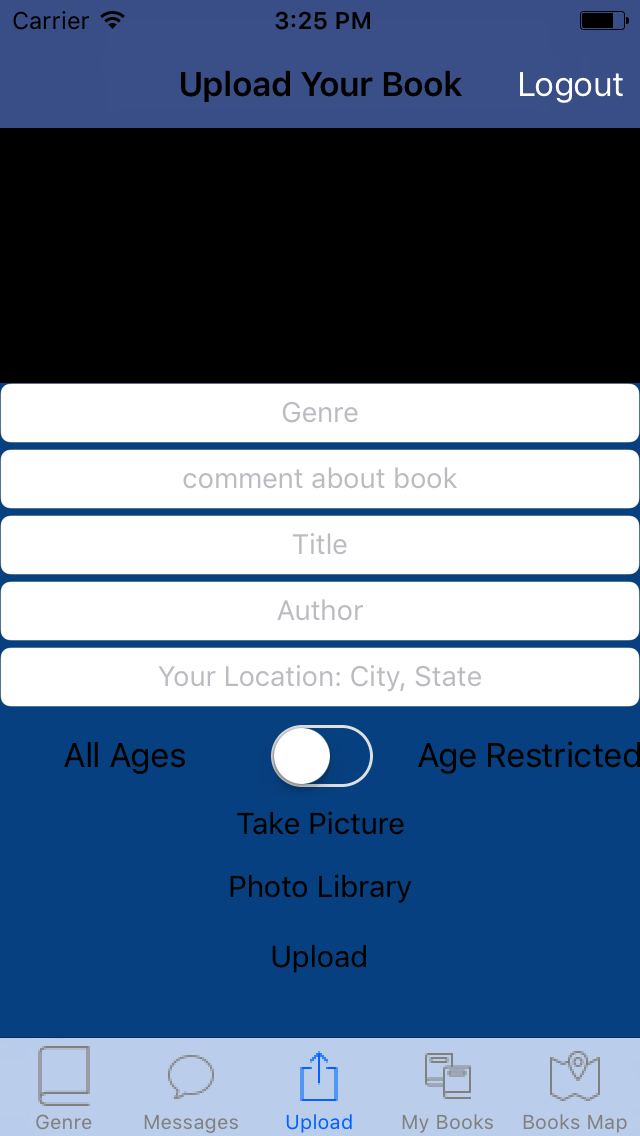 Carrier 3:25 PM
Upload Your Book Logout
Genre
comment about book
Title
Author
Your Location: City, State
All Ages Age Restricted
Take Picture
Photo Library
Upload
Genre Messages Upload My Books Books Map